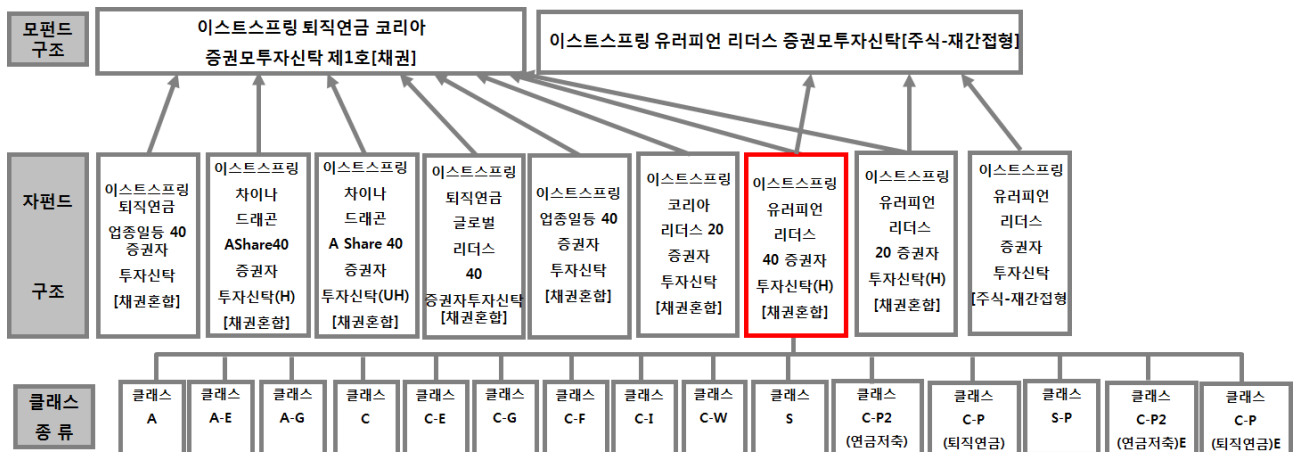 모펀드
구조
이스트스프링 퇴직연금 코리아
증권모투자신탁 제1호[채권]
이스트스프링 유러피언 리더스 증권모투자신탁[주식-재간접형]
자펀드
구조
이스트스프링
퇴직연금
업종일등 40
증권자
투자신탁
[채권혼합]
이스트스프링
차이나
드래곤
AShare40
증권자
투자신탁(H)
[채권혼합]
이스트스프링
차이나
드래곤
A Share 40
증권자
투자신탁(UH)
[채권혼합]
이스트스프링
퇴직연금
글로벌
리더스
40
증권자투자신탁
[채권혼합]
이스트스프링
업종일등 40
증권자
투자신탁
[채권혼합]
이스트스프링
코리아
리더스 20
증권자
투자신탁
[채권혼합]
이스트스프링
유러피언
리더스
40 증권자
투자신탁(H)
[채권혼합]
이스트스프링
유러피언
리더스
20 증권자
투자신탁(H)
[채권혼합]
이스트스프링
유러피언
리더스
증권자
투자신탁
[주식-재간접형
클래스
종 류
클래스
A
클래스
A-E
클래스
A-G
클래스
C
클래스
C-E
클래스
C-G
클래스
C-F
클래스
C-I
클래스
C-W
클래스
S
클래스
C-P2
(연금저축)
클래스
C-P
(퇴직연금)
클래스
S-P
클래스
C-P2
(연금저축)E
클래스
C-P
(퇴직연금)E